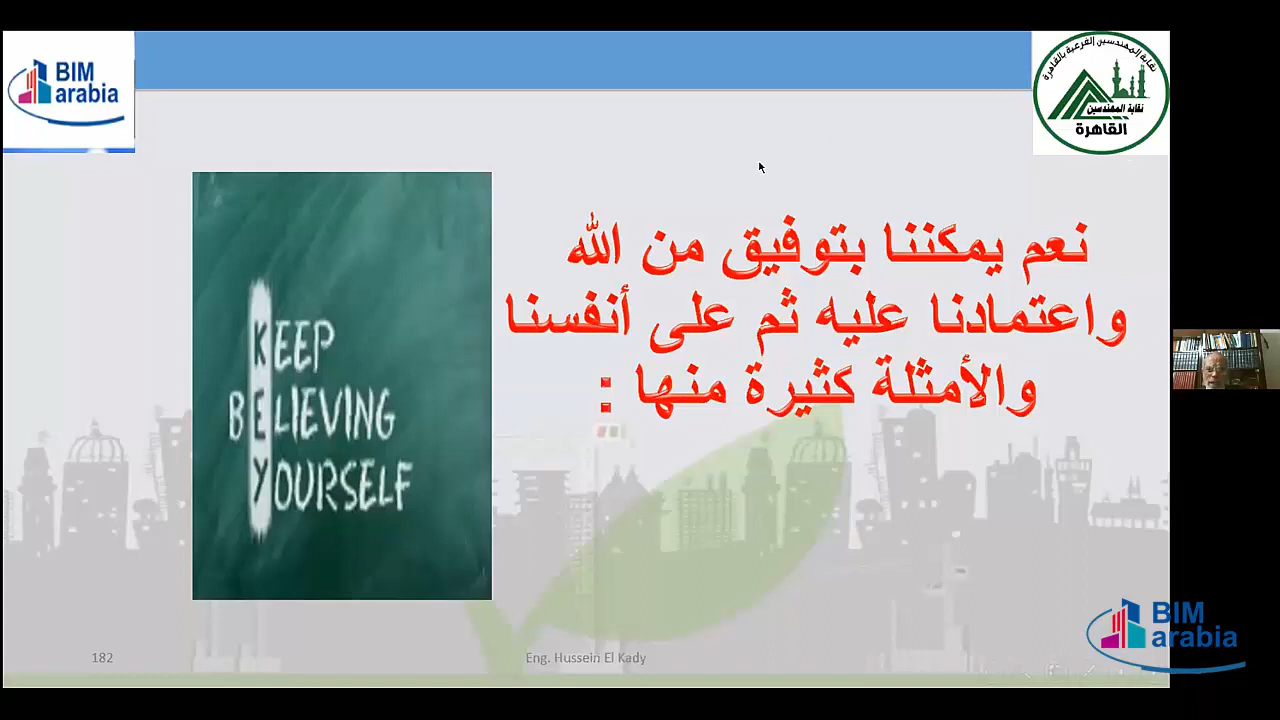 BIM
arabia
نقابة المهندسين الفرعية بالقاهرة
نقابة المهندسين
القاهرة
نعم يمكننا بتوفيق من الله
واعتمادنا عليه ثم على أنفسنا
والأمثلة كثيرة منها :
KEEP
BELIEVING
YOURSELF
182
Eng. Hussein El Kady
BIM
arabia